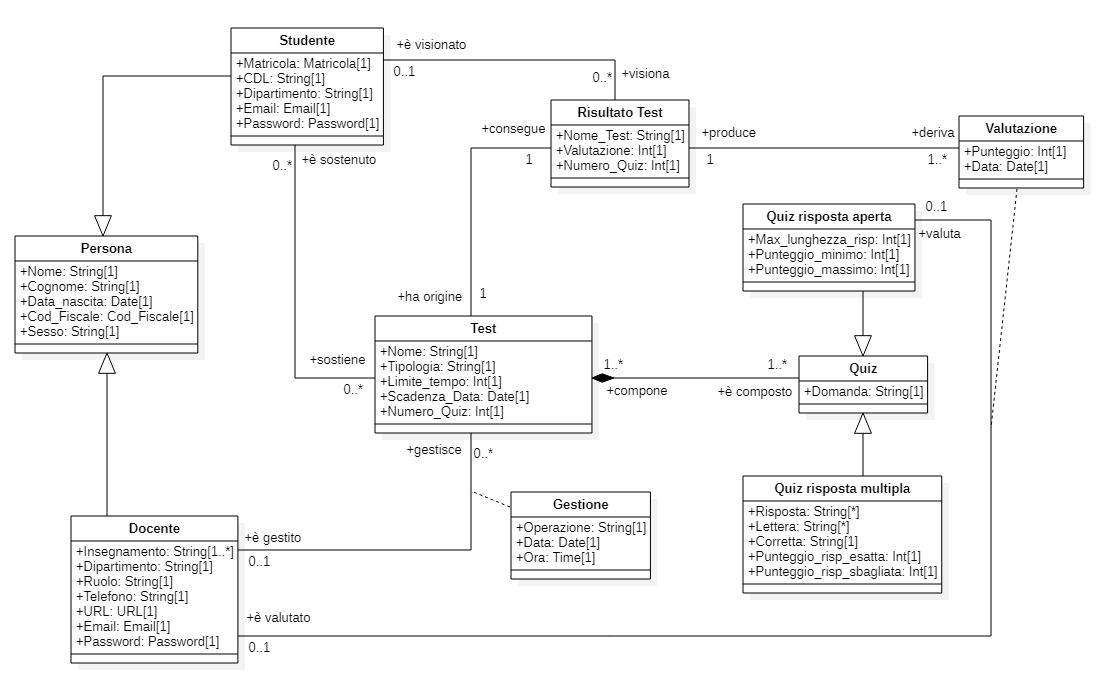 Studente
+Matricola: Matricola[1]
+CDL: String[1]
+Dipartimento: String[1]
+Email: Email[1]
+Password: Password[1]
+è visionato
0..1
0..*
+visiona
Risultato Test
+Nome_Test: String[1]
+Valutazione: Int[1]
+Numero_Quiz: Int[1]
+consegue
1
+produce
1
+deriva
1..*
Valutazione
+Punteggio: Int[1]
+Data: Date[1]
0..*
+è sostenuto
Persona
+Nome: String[1]
+Cognome: String[1]
+Data_nascita: Date[1]
+Cod_Fiscale: Cod_Fiscale[1]
+Sesso: String[1]
Quiz risposta aperta
+Max_lunghezza_risp: Int[1]
+Punteggio_minimo: Int[1]
+Punteggio_massimo: Int[1]
0..1
+valuta
+ha origine
1
Test
+Nome: String[1]
+Tipologia: String[1]
+Limite_tempo: Int[1]
+Scadenza_Data: Date[1]
+Numero_Quiz: Int[1]
+sostiene
0..*
1..*
+compone
1..*
+è composto
Quiz
+Domanda: String[1]
+gestisce
0..*
Gestione
+Operazione: String[1]
+Data: Date[1]
+Ora: Time[1]
Quiz risposta multipla
+Risposta: String[*]
+Lettera: String[*]
+Corretta: String[1]
+Punteggio_risp_esatta: Int[1]
+Punteggio_risp_sbagliata: Int[1]
Docente
+Insegnamento: String[1..*]
+Dipartimento: String[1]
+Ruolo: String[1]
+Telefono: String[1]
+URL: URL[1]
+Email: Email[1]
+Password: Password[1]
+è gestito
0..1
+è valutato
0..1